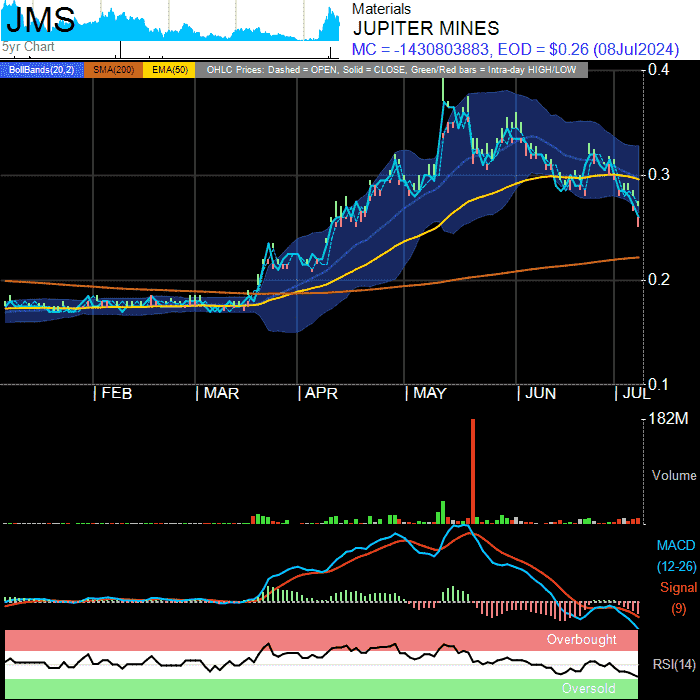 JMS
5yr Chart
Materials
JUPITER MINES
MC = -1430803883, EOD = $0.26 (08Jul2024)
BollBands(20,2) SMA(200) EMA(50) OHLC Prices: Dashed = OPEN, Solid = CLOSE, Green/Red bars = Intra-day HIGH/LOW
0.4
0.3
0.2
0.1
| FEB | MAR | APR | MAY | JUN | JUL
182M
Volume
MACD
(12-26)
Signal
(9)
Overbought
RSI(14)
Oversold